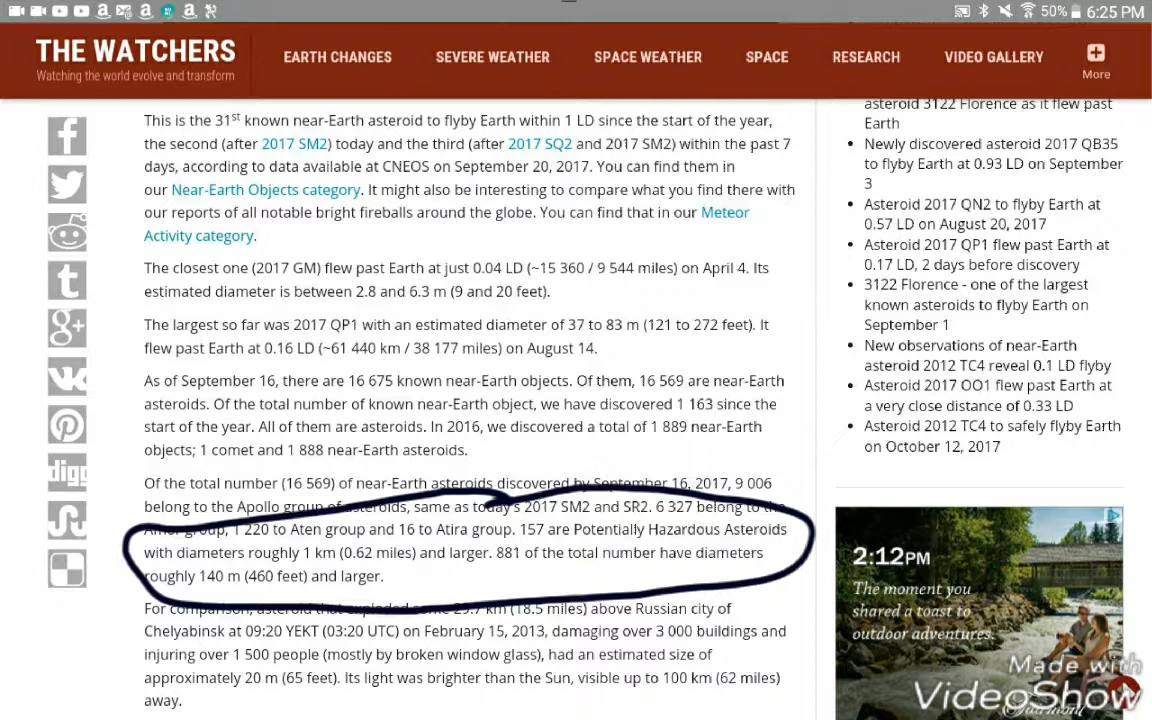 50% 6:25 PM
THE WATCHERS
Watching the world evolve and transform
EARTH CHANGES
SEVERE WEATHER
SPACE WEATHER
SPACE
RESEARCH
VIDEO GALLERY
More
This is the 31st known near-Earth asteroid to flyby Earth within 1 LD since the start of the year,
the second (after 2017 SM2) today and the third (after 2017 SQ2 and 2017 SM2) within the past 7
days, according to data available at CNEOS on September 20, 2017. You can find them in
our Near-Earth Objects category. It might also be interesting to compare what you find there with
our reports of all notable bright fireballs around the globe. You can find that in our Meteor
Activity category.
The closest one (2017 GM) flew past Earth at just 0.04 LD (~15 360 / 9 544 miles) on April 4. Its
estimated diameter is between 2.8 and 6.3 m (9 and 20 feet).
The largest so far was 2017 QP1 with an estimated diameter of 37 to 83 m (121 to 272 feet). It
flew past Earth at 0.16 LD (~61 440 km / 38 177 miles) on August 14.
As of September 16, there are 16 675 known near-Earth objects. Of them, 16 569 are near-Earth
asteroids. Of the total number of known near-Earth object, we have discovered 1 163 since the
start of the year. All of them are asteroids. In 2016, we discovered a total of 1 889 near-Earth
objects; 1 comet and 1 888 near-Earth asteroids.
Of the total number (16 569) of near-Earth asteroids discovered by September 16, 2017, 9 006
belong to the Apollo group of asteroids, same as today's 2017 SM2 and SR2. 6 327 belong to the
Amor group, 1 220 to Aten group and 16 to Atira group. 157 are Potentially Hazardous Asteroids
with diameters roughly 1 km (0.62 miles) and larger. 881 of the total number have diameters
roughly 140 m (460 feet) and larger.
For comparison, asteroid that exploded some 29.7 km (18.5 miles) above Russian city of
Chelyabinsk at 09:20 YEKT (03:20 UTC) on February 15, 2013, damaging over 3 000 buildings and
injuring over 1 500 people (mostly by broken window glass), had an estimated size of
approximately 20 m (65 feet). Its light was brighter than the Sun, visible up to 100 km (62 miles)
away.
asteroid 3122 Florence as it flew past
Earth
Newly discovered asteroid 2017 QB35
to flyby Earth at 0.93 LD on September
3
Asteroid 2017 QN2 to flyby Earth at
0.57 LD on August 20, 2017
Asteroid 2017 QP1 flew past Earth at
0.17 LD, 2 days before discovery
3122 Florence - one of the largest
known asteroids to flyby Earth on
September 1
New observations of near-Earth
asteroid 2012 TC4 reveal 0.1 LD flyby
Asteroid 2017 OO1 flew past Earth at
a very close distance of 0.33 LD
Asteroid 2012 TC4 to safely flyby Earth
on October 12, 2017
2:12PM
The moment you
shared a toast to
outdoor adventures.
Made with
VideoShow
digg